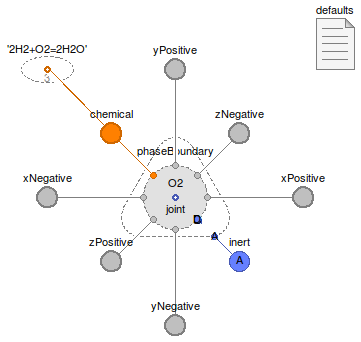 defaults
'2H2+O2=2H2O'
yPositive
chemical
zNegative
phaseBoundary
xNegative
O2
xPositive
joint
zPositive
inert
A
yNegative